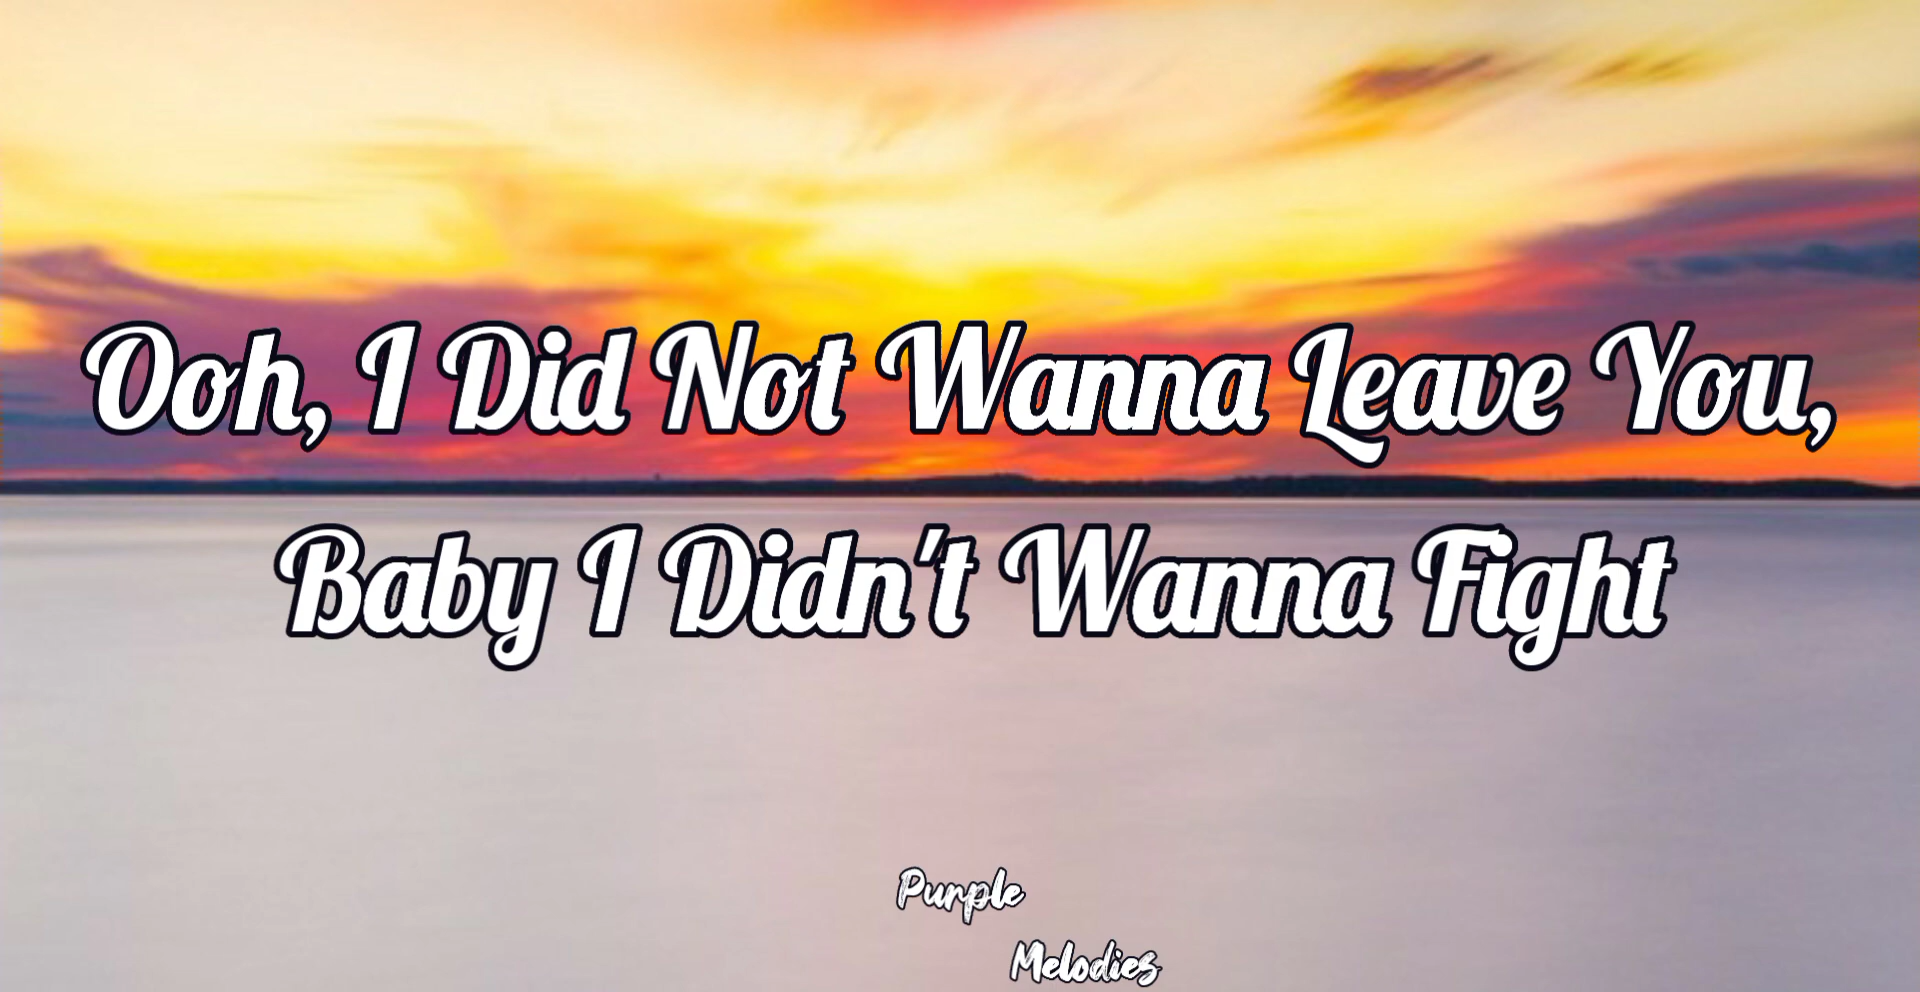 Ooh, I Did Not Wanna Leave You,
Baby I Didn't Wanna Fight
Purple
Melodies